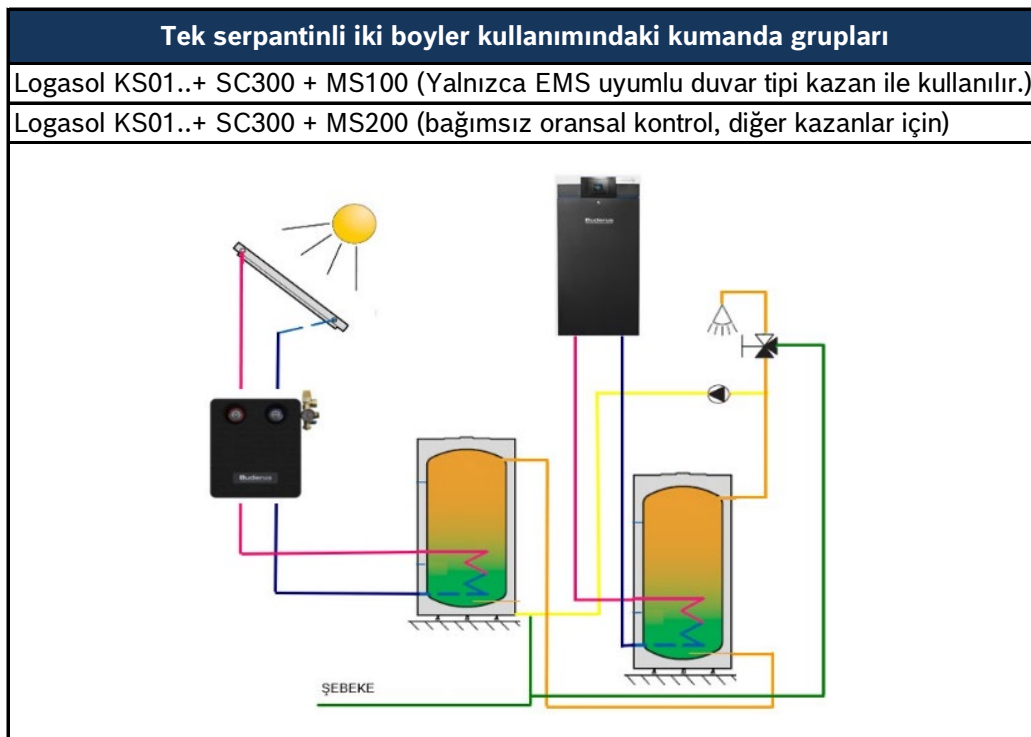 Tek serpantinli iki boyler kullanımındaki kumanda grupları
Logasol KS01..+ SC300 + MS100 (Yalnızca EMS uyumlu duvar tipi kazan ile kullanılır.)
Logasol KS01..+ SC300 + MS200 (bağımsız oransal kontrol, diğer kazanlar için)
Buderus
Buderus
ŞEBEKE